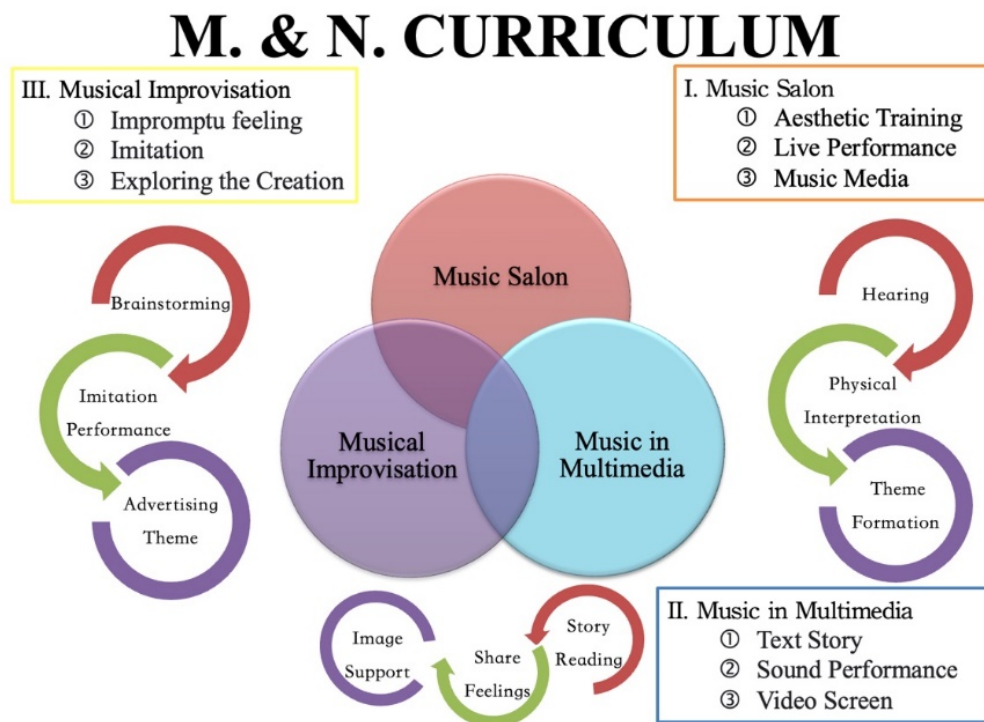 M. & N. CURRICULUM
III. Musical Improvisation
① Impromptu feeling
② Imitation
③ Exploring the Creation
I. Music Salon
① Aesthetic Training
② Live Performance
③ Music Media
Brainstorming
Imitation
Performance
Advertising
Theme
Music Salon
Musical
Improvisation
Music in
Multimedia
Hearing
Physical
Interpretation
Theme
Formation
Image
Support
Share
Feelings
Story
Reading
II. Music in Multimedia
① Text Story
② Sound Performance
③ Video Screen